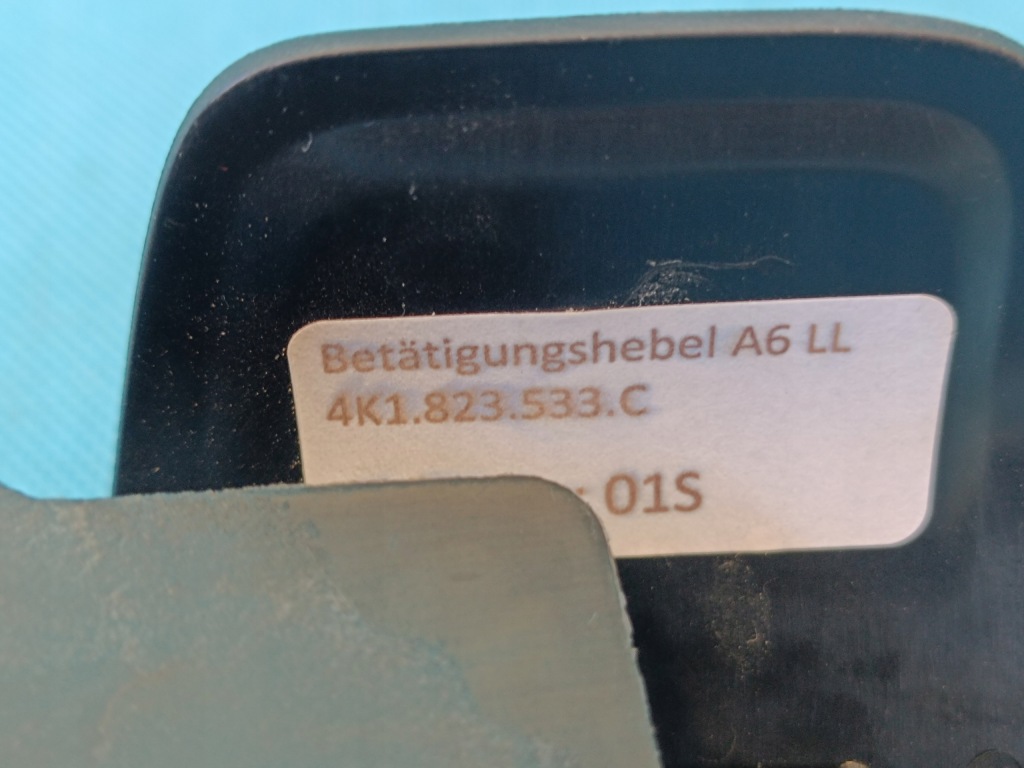 Betätigungshebel A6 LL
4K1.823.533.C
: 01S